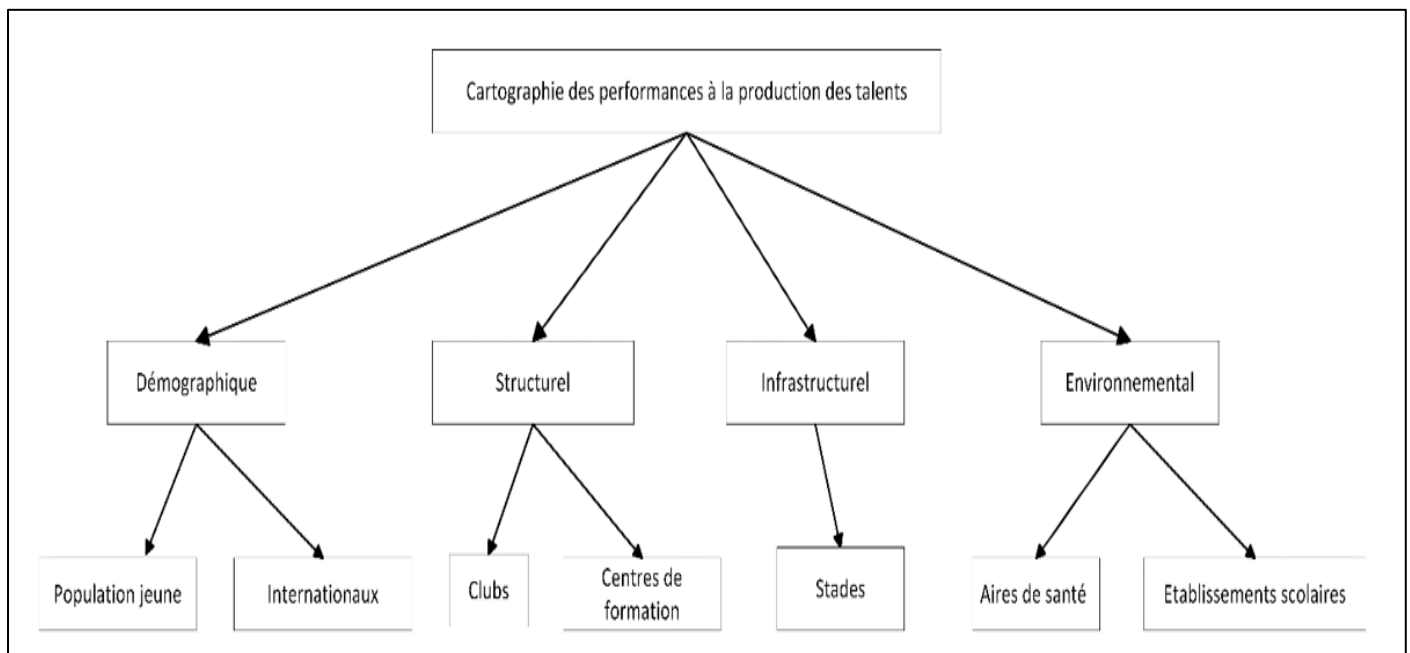 Cartographie des performances à la production des talents
Démographique
Structurel
Infrastructurel
Environnemental
Population jeune
Internationaux
Clubs
Centres de
formation
Stades
Aires de santé
Etablissements scolaires